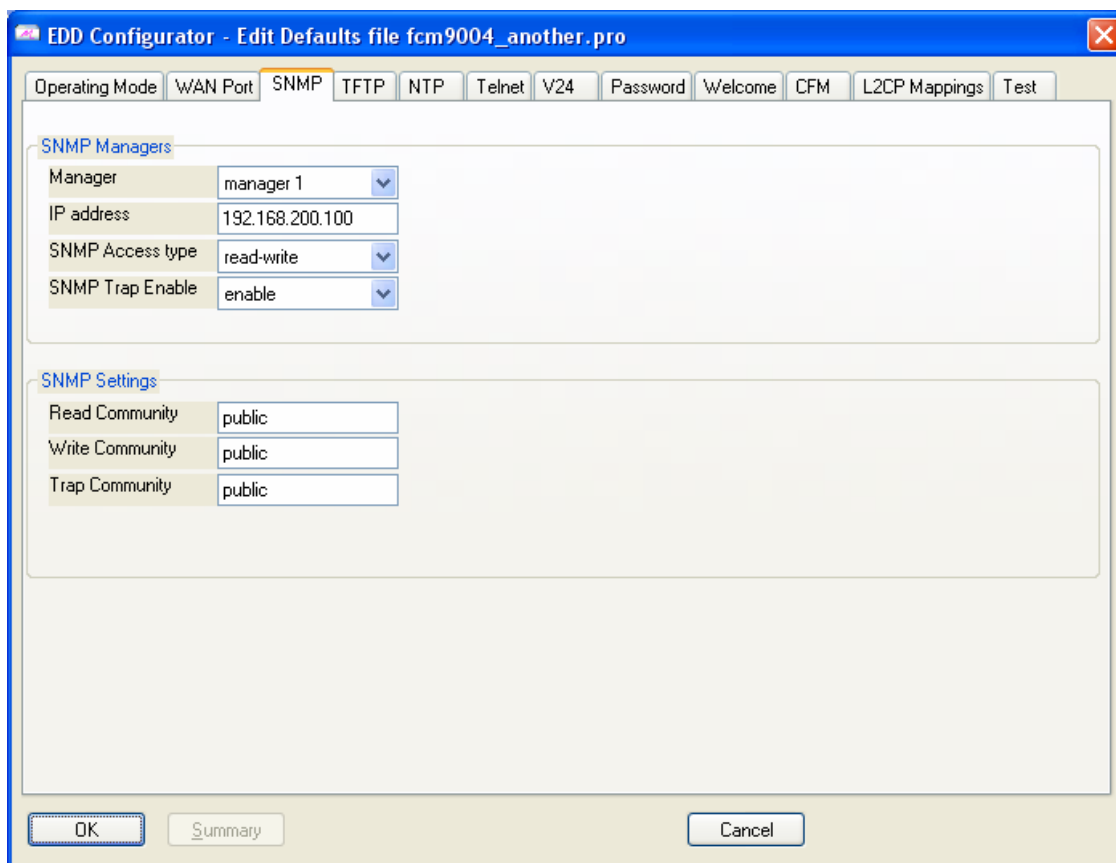 EDD Configurator - Edit Defaults file fcm9004_another.pro
Operating Mode WAN Port SNMP TFTP NTP Telnet V24 Password Welcome CFM L2CP Mappings Test
SNMP Managers
Manager manager 1
IP address 192.168.200.100
SNMP Access type read-write
SNMP Trap Enable enable
SNMP Settings
Read Community public
Write Community public
Trap Community public
OK Summary Cancel